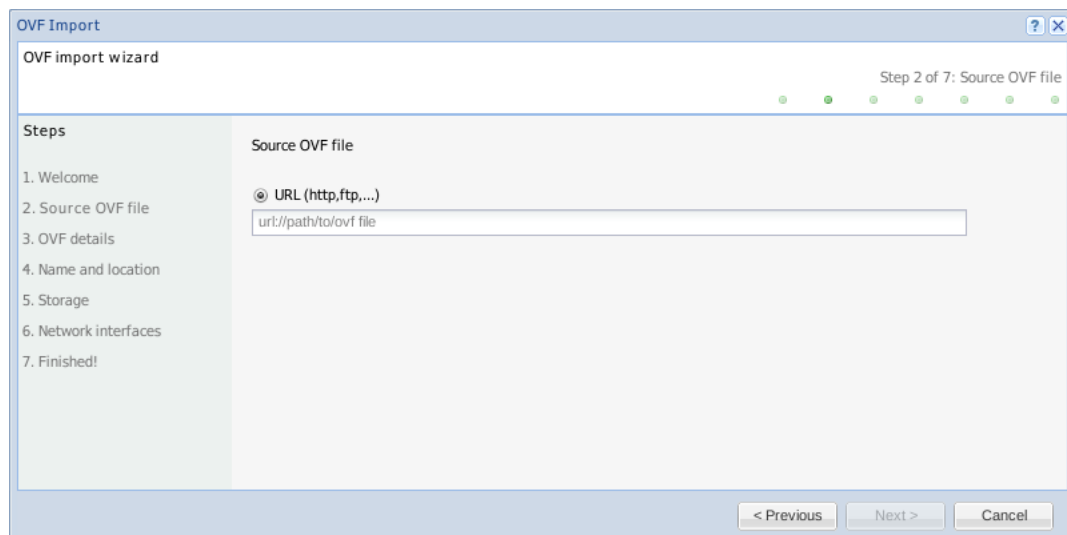 OVF Import
?
OVF import wizard
Step 2 of 7: Source OVF file
Steps
1. Welcome
2. Source OVF file
3. OVF details
4. Name and location
5. Storage
6. Network interfaces
7. Finished!
Source OVF file
URL (http,ftp,...)
url://path/to/ovf file
< Previous
Next >
Cancel